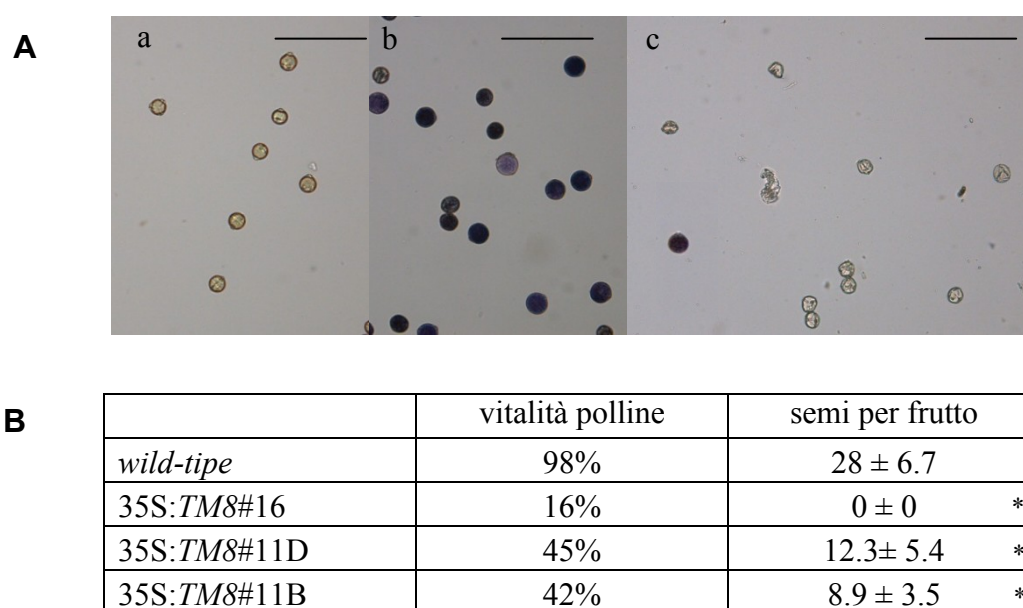 A
a b c
B
vitalità polline semi per frutto
wild-tipe 98% 28 ± 6.7
35S:TM8#16 16% 0 ± 0 *
35S:TM8#11D 45% 12.3± 5.4 *
35S:TM8#11B 42% 8.9 ± 3.5 *